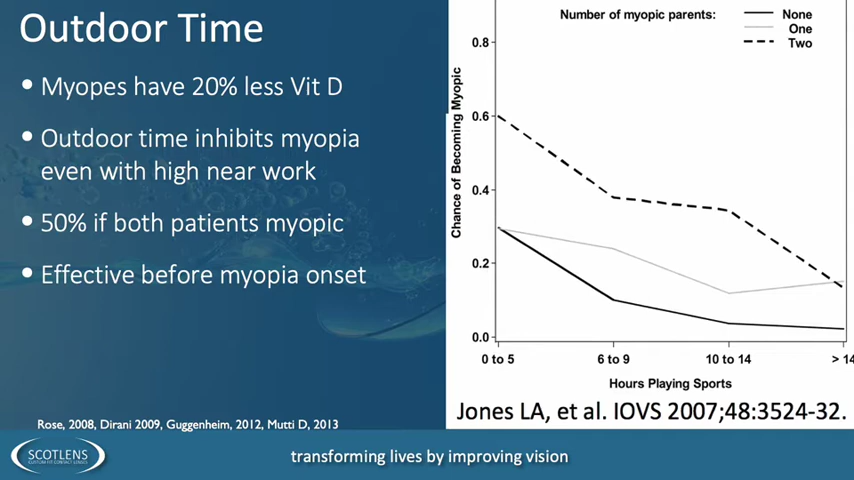 Outdoor Time
• Myopes have 20% less Vit D
• Outdoor time inhibits myopia
even with high near work
• 50% if both patients myopic
• Effective before myopia onset
Rose, 2008, Dirani 2009, Guggenheim, 2012, Mutti D, 2013
Number of myopic parents:
None
One
Two
Chance of Becoming Myopic
0.8
0.6
0.4
0.2
0.0
0 to 5
6 to 9
10 to 14
> 14
Hours Playing Sports
Jones LA, et al. IOVS 2007;48:3524-32.
SCOTLENS
CUSTOM FIT CONTACT LENSES
transforming lives by improving vision